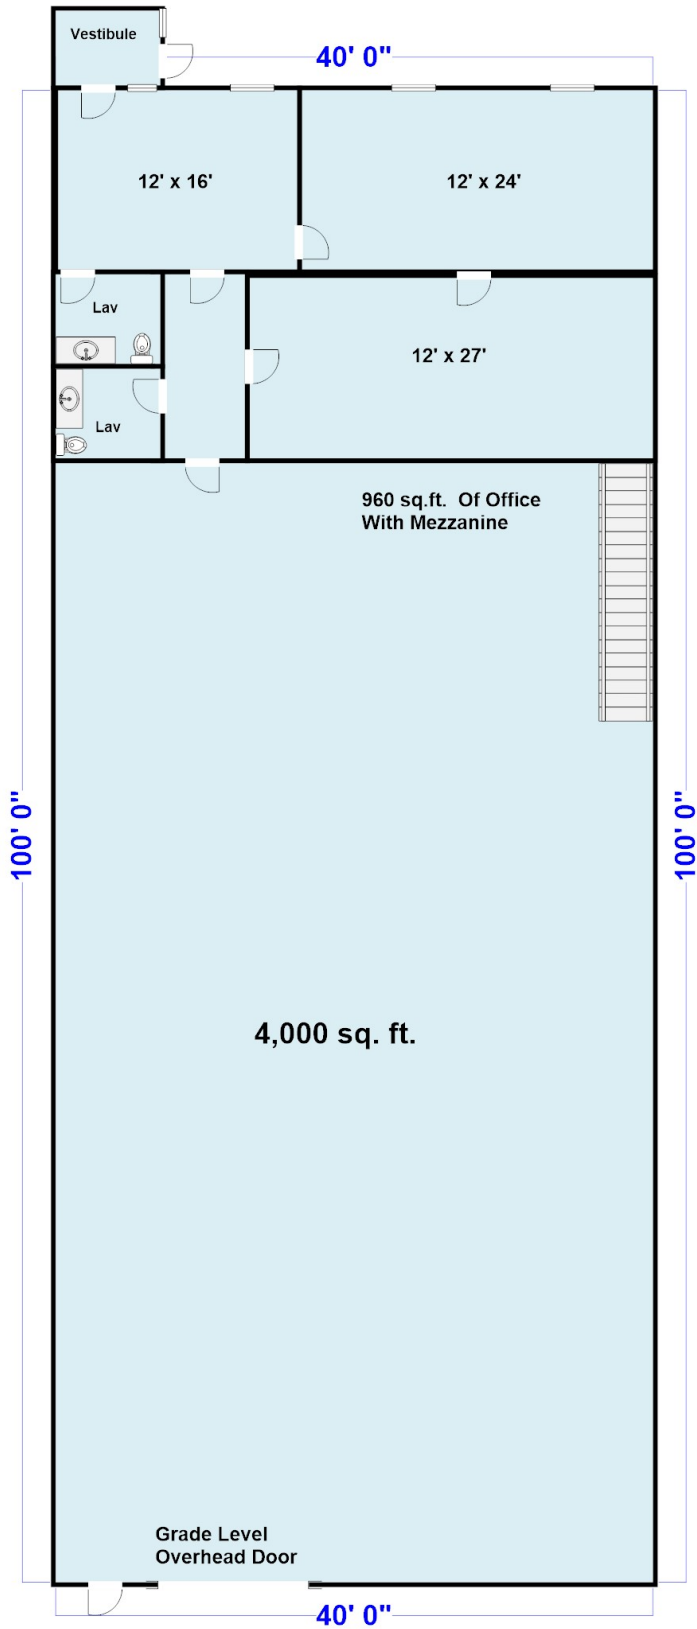 Vestibule
40' 0"
12' x 16'
12' x 24'
Lav
12' x 27'
Lav
960 sq.ft.  Of Office
With Mezzanine
100' 0"
100' 0"
4,000 sq. ft.
Grade Level
Overhead Door
40' 0"